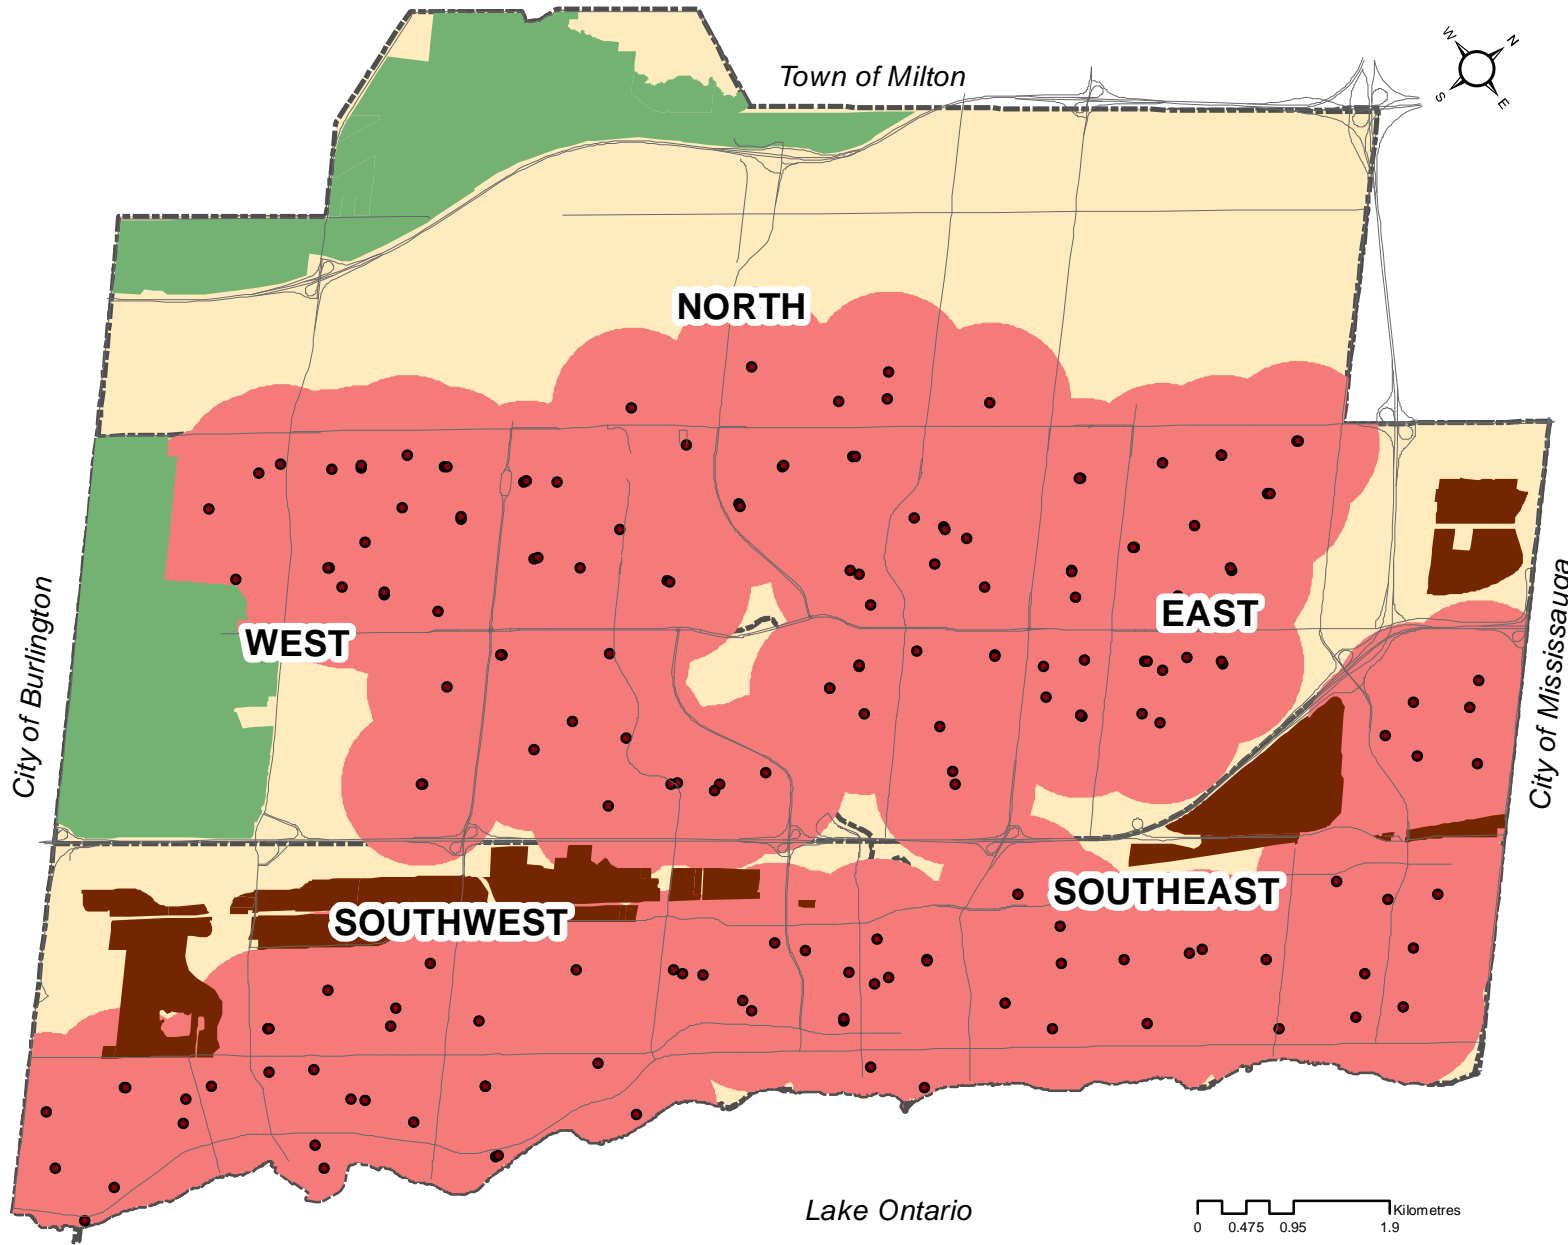 Town of Milton
W
N
S
E
NORTH
WEST
EAST
City of Burlington
City of Mississauga
SOUTHEAST
SOUTHWEST
Lake Ontario
Kilometres
0 0.475 0.95 1.9